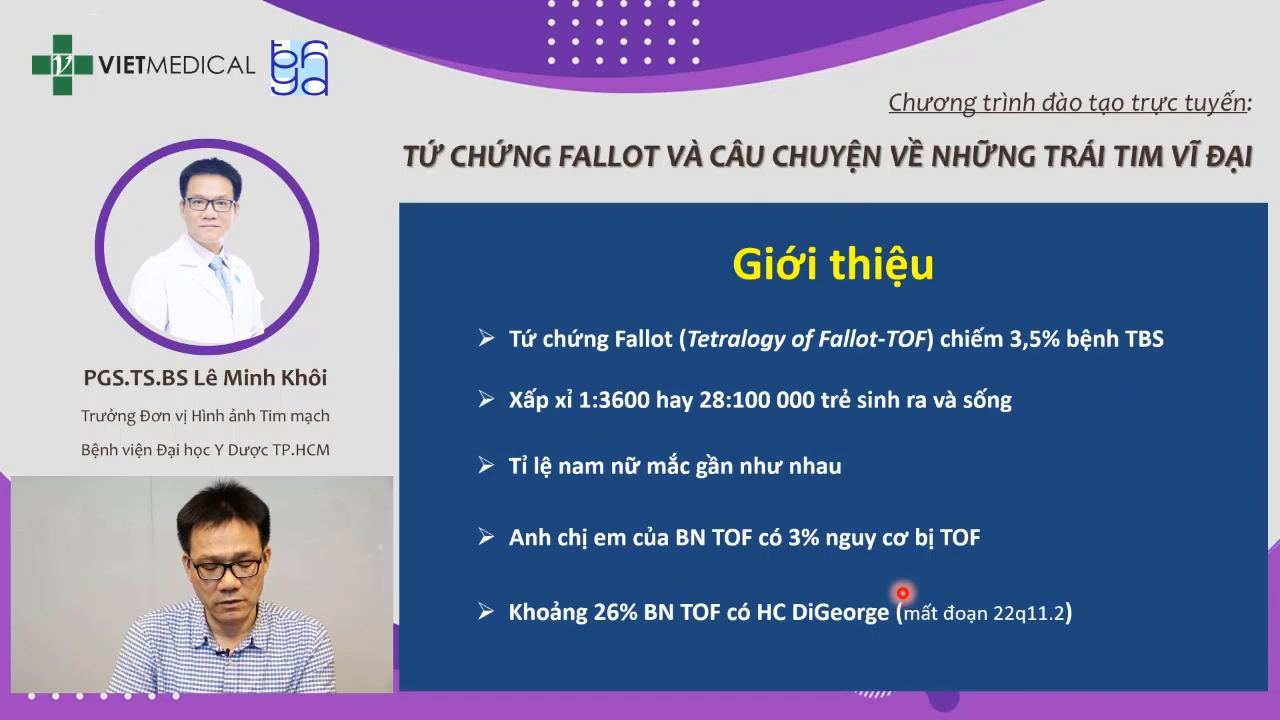 VIETMEDICAL
Chương trình đào tạo trực tuyến:
TỨ CHỨNG FALLOT VÀ CÂU CHUYỆN VỀ NHỮNG TRÁI TIM VĨ ĐẠI
PGS.TS.BS Lê Minh Khôi
Trưởng Đơn vị Hình ảnh Tim mạch
Bệnh viện Đại học Y Dược TP.HCM
Giới thiệu
➢ Tứ chứng Fallot (Tetralogy of Fallot-TOF) chiếm 3,5% bệnh TBS
➢ Xấp xỉ 1:3600 hay 28:100 000 trẻ sinh ra và sống
➢ Tỉ lệ nam nữ mắc gần như nhau
➢ Anh chị em của BN TOF có 3% nguy cơ bị TOF
➢ Khoảng 26% BN TOF có HC DiGeorge (mất đoạn 22q11.2)